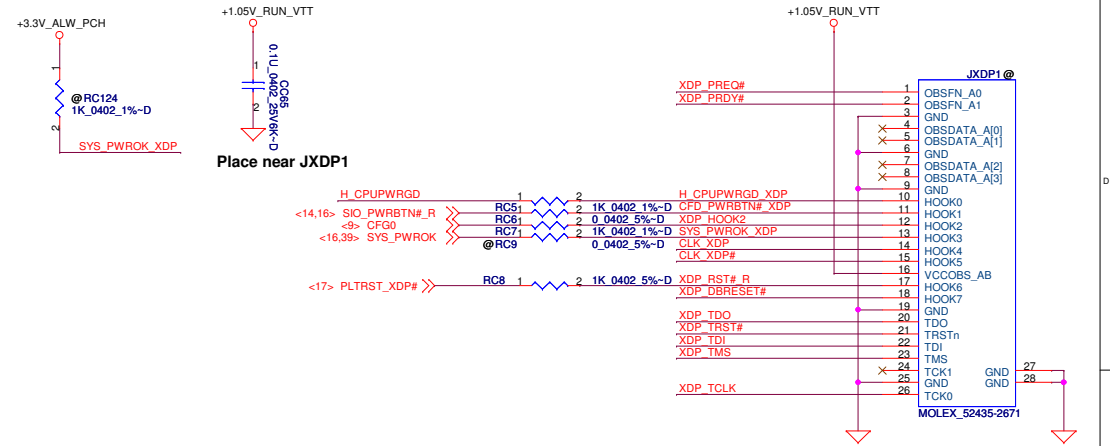 +3.3V_ALW_PCH
1
@RC124
1K_0402_1%~D
2
SYS_PWROK_XDP
+1.05V_RUN_VTT
1
2
CC65
0.1U_0402_25V6K~D
Place near JXDP1
+1.05V_RUN_VTT
JXDP1 @
XDP_PREQ# 1 OBSFN_A0
XDP_PRDY# 2 OBSFN_A1
3 GND
4 OBSDATA_A[0]
5 OBSDATA_A[1]
6 GND
7 OBSDATA_A[2]
8 OBSDATA_A[3]
9 GND
H_CPUPWRGD 1 2 H_CPUPWRGD_XDP 10 HOOK0
<14,16> SIO_PWRBTN#_R RC5 1 2 1K_0402_1%~D CFD_PWRBTN#_XDP 11 HOOK1
<9> CFG0 RC6 1 2 0_0402_5%~D XDP_HOOK2 12 HOOK2
<16,39> SYS_PWROK RC7 1 2 1K_0402_1%~D SYS_PWROK_XDP 13 HOOK3
@RC9 0_0402_5%~D CLK_XDP 14 HOOK4
CLK_XDP# 15 HOOK5
16 VCCOBS_AB
<17> PLTRST_XDP# RC8 1 2 1K_0402_5%~D XDP_RST#_R 17 HOOK6
XDP_DBRESET# 18 HOOK7
19 GND
XDP_TDO 20 TDO
XDP_TRST# 21 TRSTn
XDP_TDI 22 TDI
XDP_TMS 23 TMS
24 TCK1 GND 27
25 GND GND 28
XDP_TCLK 26 TCK0
MOLEX_52435-2671
D